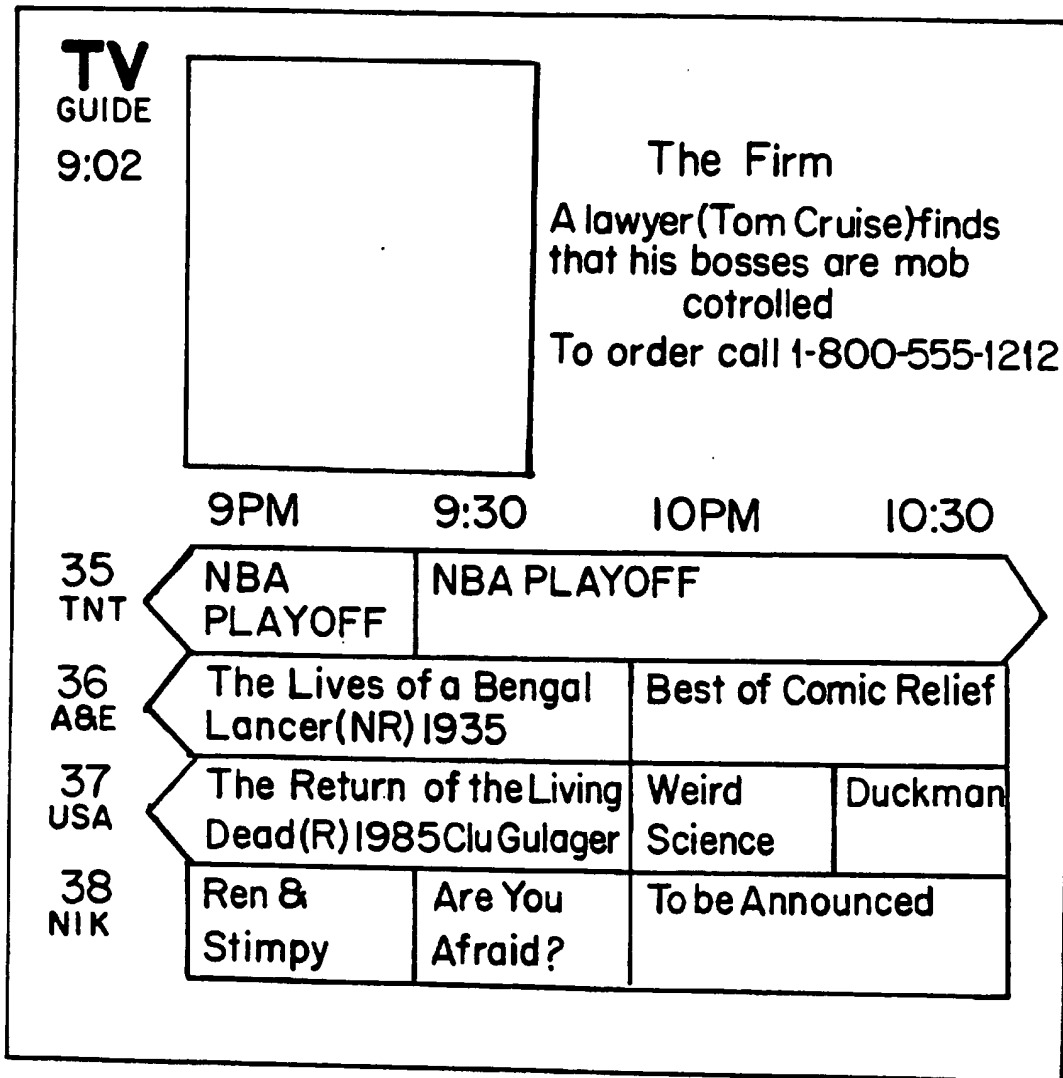 TV
GUIDE
9:02
The Firm
A lawyer(Tom Cruise)finds
that his bosses are mob
cotrolled
To order call 1-800-555-1212
9PM 9:30 10PM 10:30
35
TNT
NBA
PLAYOFF
NBA PLAYOFF
36
A&E
The Lives of a Bengal
Lancer(NR) 1935
Best of Comic Relief
37
USA
The Return of the Living
Dead(R) 1985 Clu Gulager
Weird
Science
Duckman
38
NIK
Ren &
Stimpy
Are You
Afraid?
To be Announced